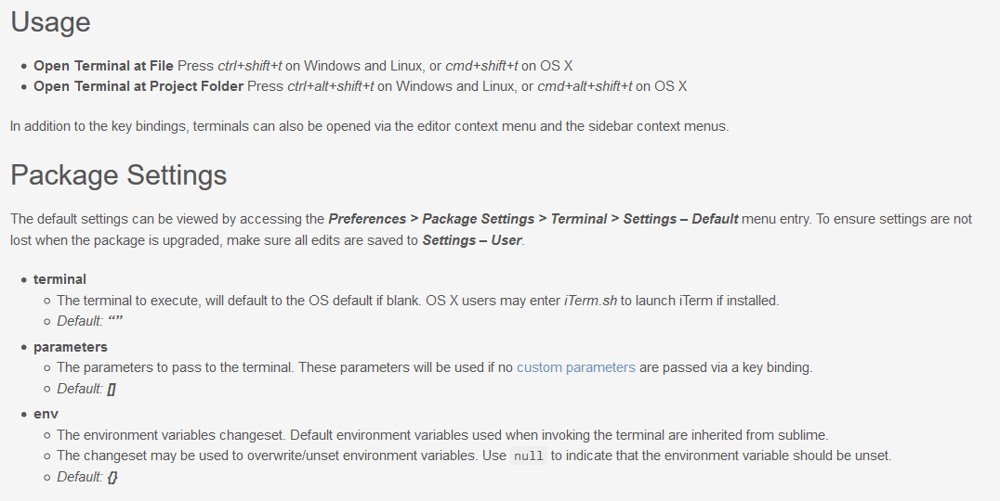 Usage
• Open Terminal at File Press ctrl+shift+t on Windows and Linux, or cmd+shift+t on OS X
• Open Terminal at Project Folder Press ctrl+alt+shift+t on Windows and Linux, or cmd+alt+shift+t on OS X
In addition to the key bindings, terminals can also be opened via the editor context menu and the sidebar context menus.
Package Settings
The default settings can be viewed by accessing the Preferences > Package Settings > Terminal > Settings – Default menu entry. To ensure settings are not
lost when the package is upgraded, make sure all edits are saved to Settings – User.
• terminal
○ The terminal to execute, will default to the OS default if blank. OS X users may enter iTerm.sh to launch iTerm if installed.
○ Default: “”
• parameters
○ The parameters to pass to the terminal. These parameters will be used if no custom parameters are passed via a key binding.
○ Default: []
• env
○ The environment variables changeset. Default environment variables used when invoking the terminal are inherited from sublime.
○ The changeset may be used to overwrite/unset environment variables. Use null to indicate that the environment variable should be unset.
○ Default: {}